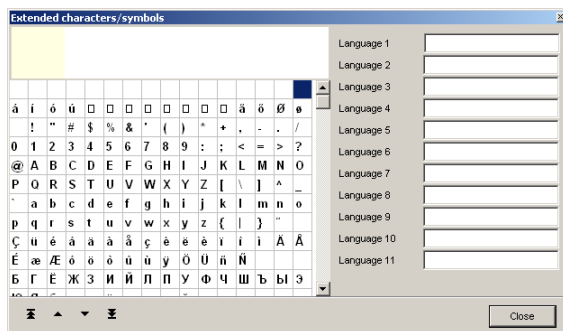 Extended characters/symbols
Language 1
Language 2
Language 3
Language 4
Language 5
Language 6
Language 7
Language 8
Language 9
Language 10
Language 11
á í ó ú □ □ □ □ □ □ □ ä ö Ø ø
! " # $ % & ' ( ) * + , - . /
0 1 2 3 4 5 6 7 8 9 : ; < = > ?
@ A B C D E F G H I J K L M N O
P Q R S T U V W X Y Z [ \ ] ^ _
` a b c d e f g h i j k l m n o
p q r s t u v w x y z { | } ¨
Ç ü é â ä à å ç ê ë è ï î ì Ä Å
É æ Æ ô ö ò û ù ÿ Ö Ü ñ Ñ
Б Г Ё Ж З И Й Л П У Ф Ч Ш Ъ Ы Э
Close